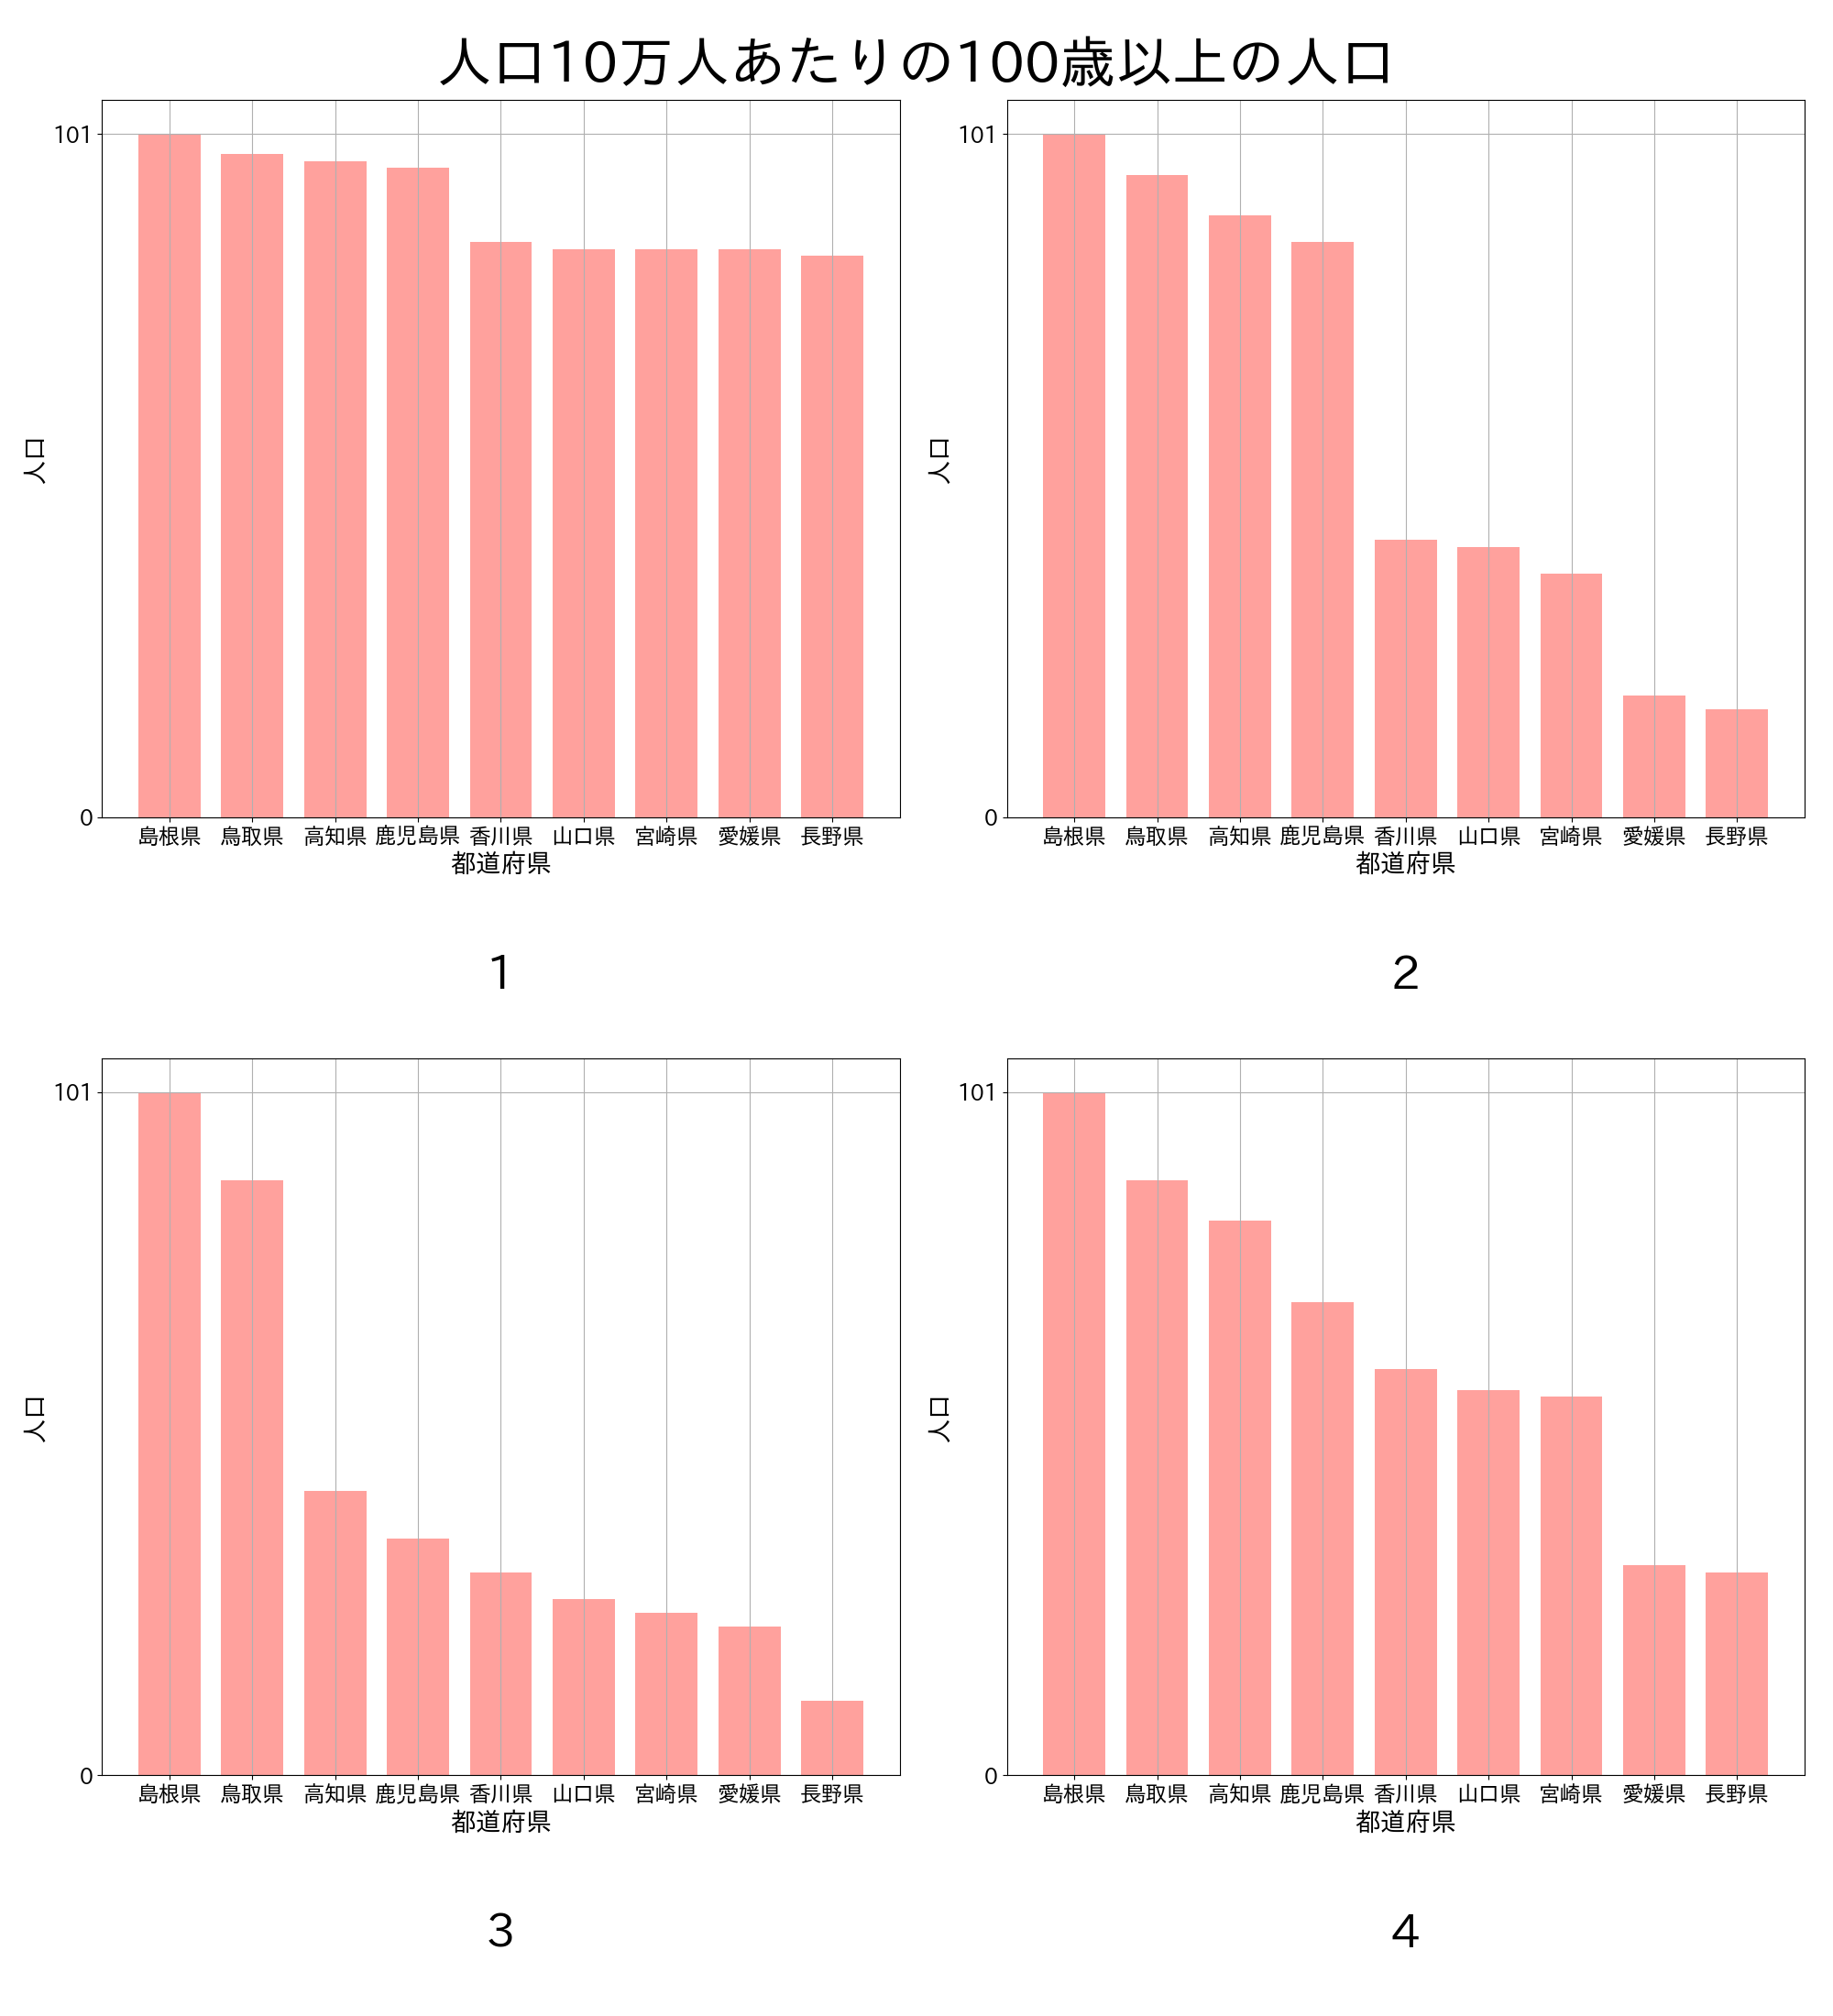 人口10万人あたりの100歳以上の人口
101
人口
0
島根県 鳥取県 高知県 鹿児島県 香川県 山口県 宮崎県 愛媛県 長野県
都道府県
1
101
人口
0
島根県 鳥取県 高知県 鹿児島県 香川県 山口県 宮崎県 愛媛県 長野県
都道府県
2
101
人口
0
島根県 鳥取県 高知県 鹿児島県 香川県 山口県 宮崎県 愛媛県 長野県
都道府県
3
101
人口
0
島根県 鳥取県 高知県 鹿児島県 香川県 山口県 宮崎県 愛媛県 長野県
都道府県
4